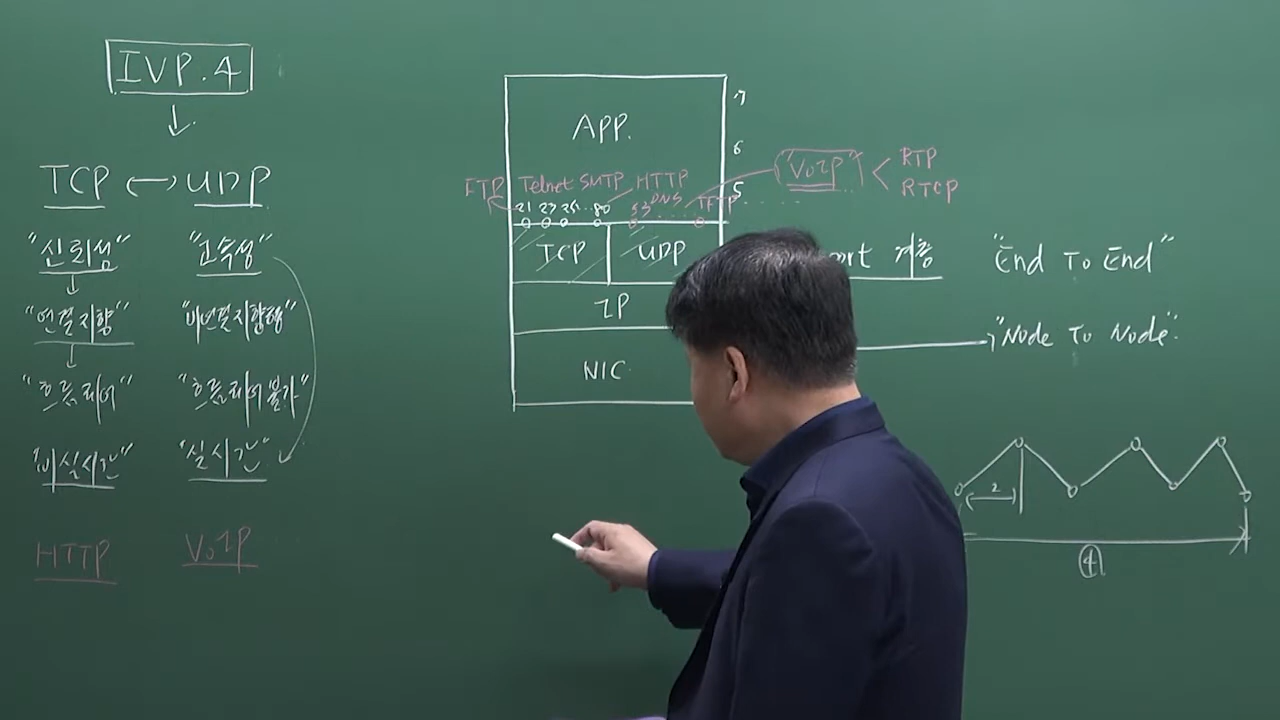 IVP.4
TCP ↔ UDP
"신뢰성" "고속성"
"연결지향" "비연결지향형"
"흐름제어" "흐름제어 불가"
"비실시간" "실시간"
HTTP VoIP
7
APP.
6
5
FTP Telnet SMTP HTTP
21 23 25 .. 80 53 DNS .... TFTP .....
"VoIP" < RTP
RTCP
TCP UDP
계층 "End To End"
IP
"Node To Node"
NIC
2
④